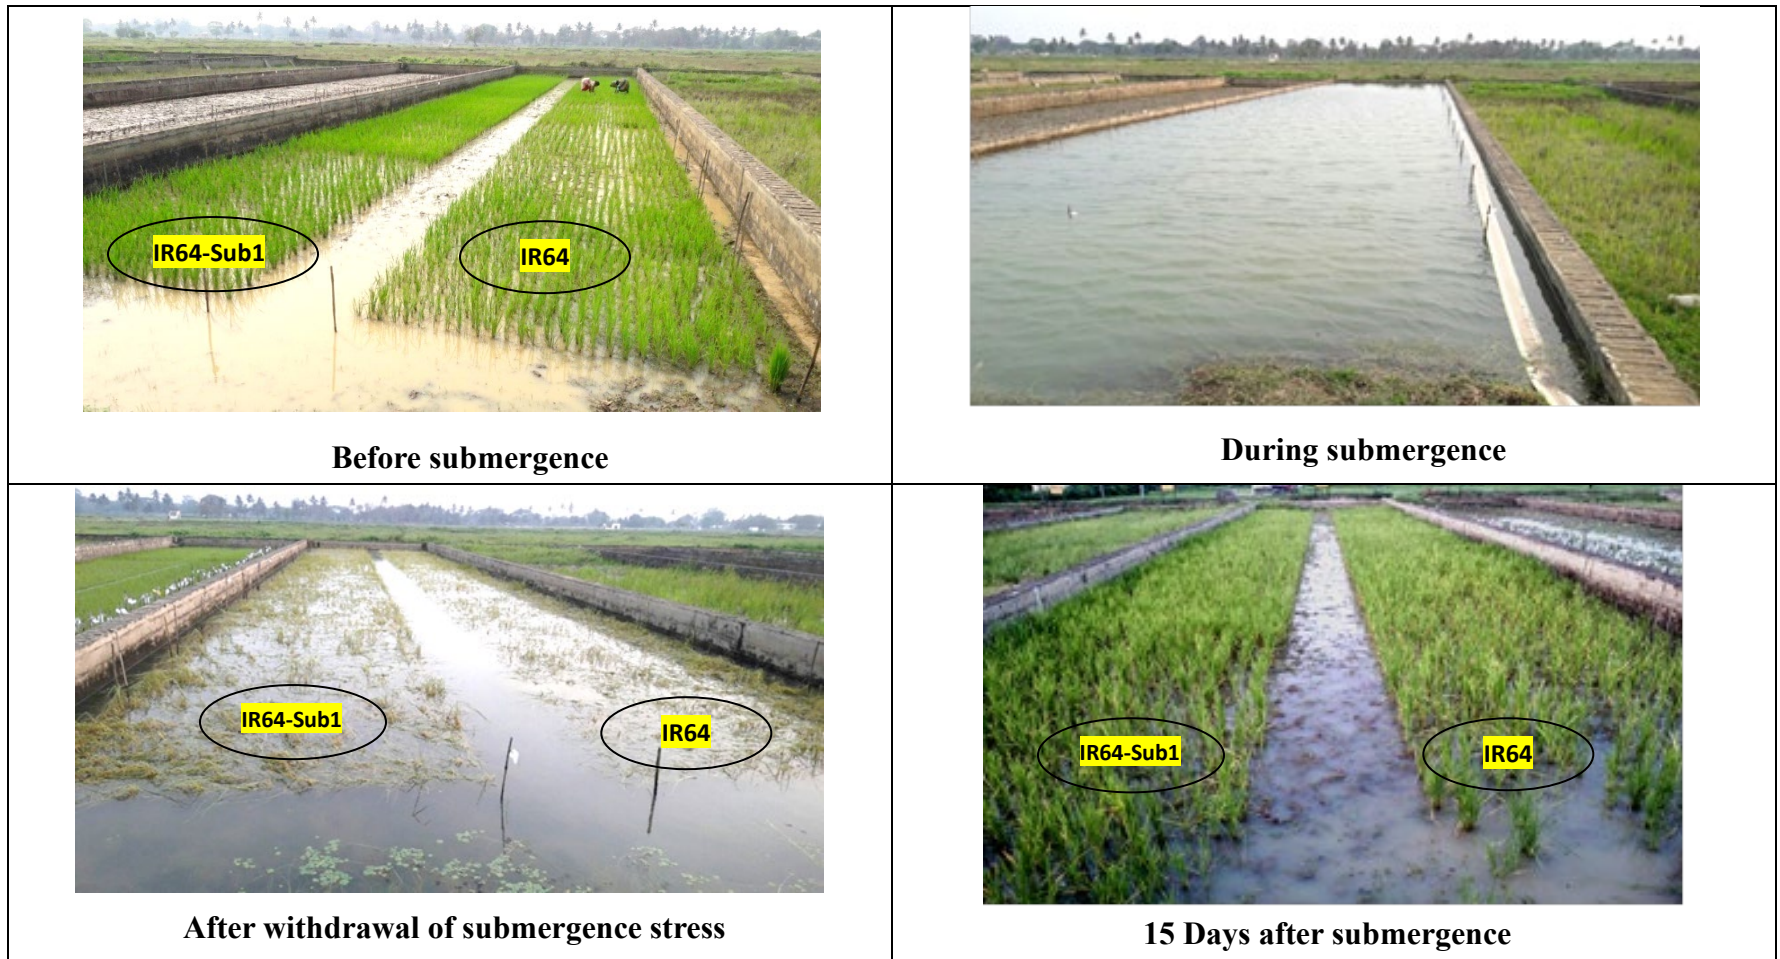 IR64-Sub1
IR64
Before submergence
During submergence
IR64-Sub1
IR64
After withdrawal of submergence stress
IR64-Sub1
IR64
15 Days after submergence